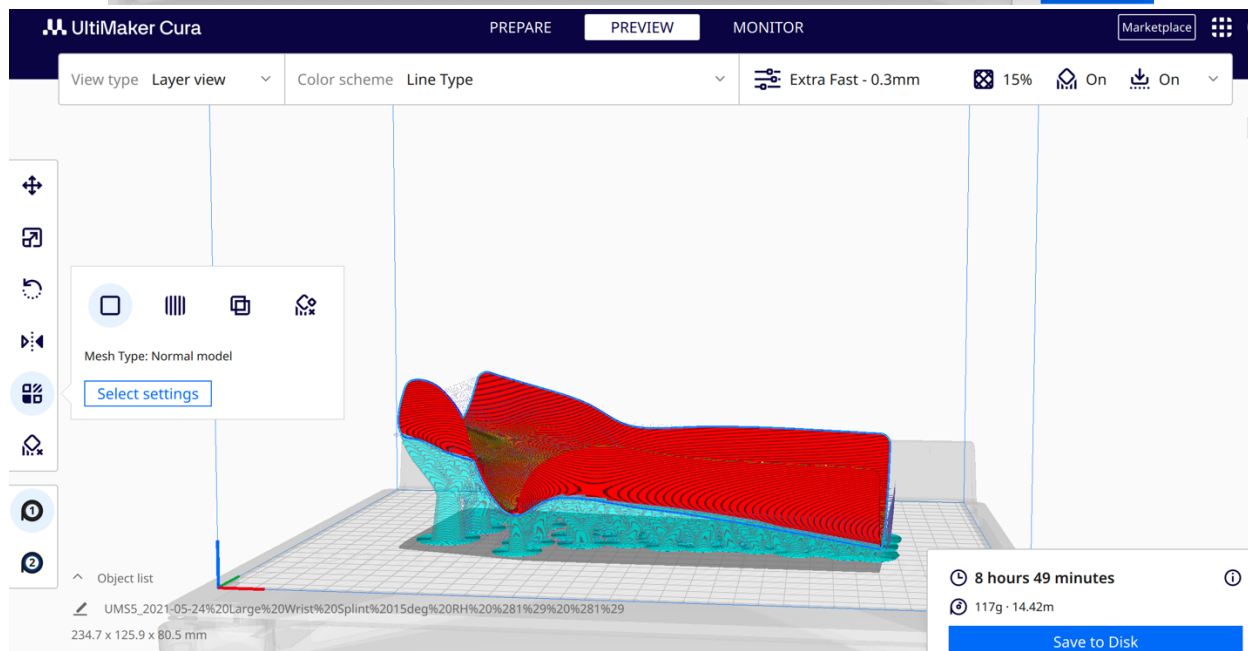 UltiMaker Cura PREPARE PREVIEW MONITOR Marketplace
View type Layer view Color scheme Line Type Extra Fast - 0.3mm 15% On On
Mesh Type: Normal model
Select settings
1
2
Object list
UMS5_2021-05-24%20Large%20Wrist%20Splint%2015deg%20RH%20%281%29%20%281%29
234.7 x 125.9 x 80.5 mm
8 hours 49 minutes
117g · 14.42m
Save to Disk